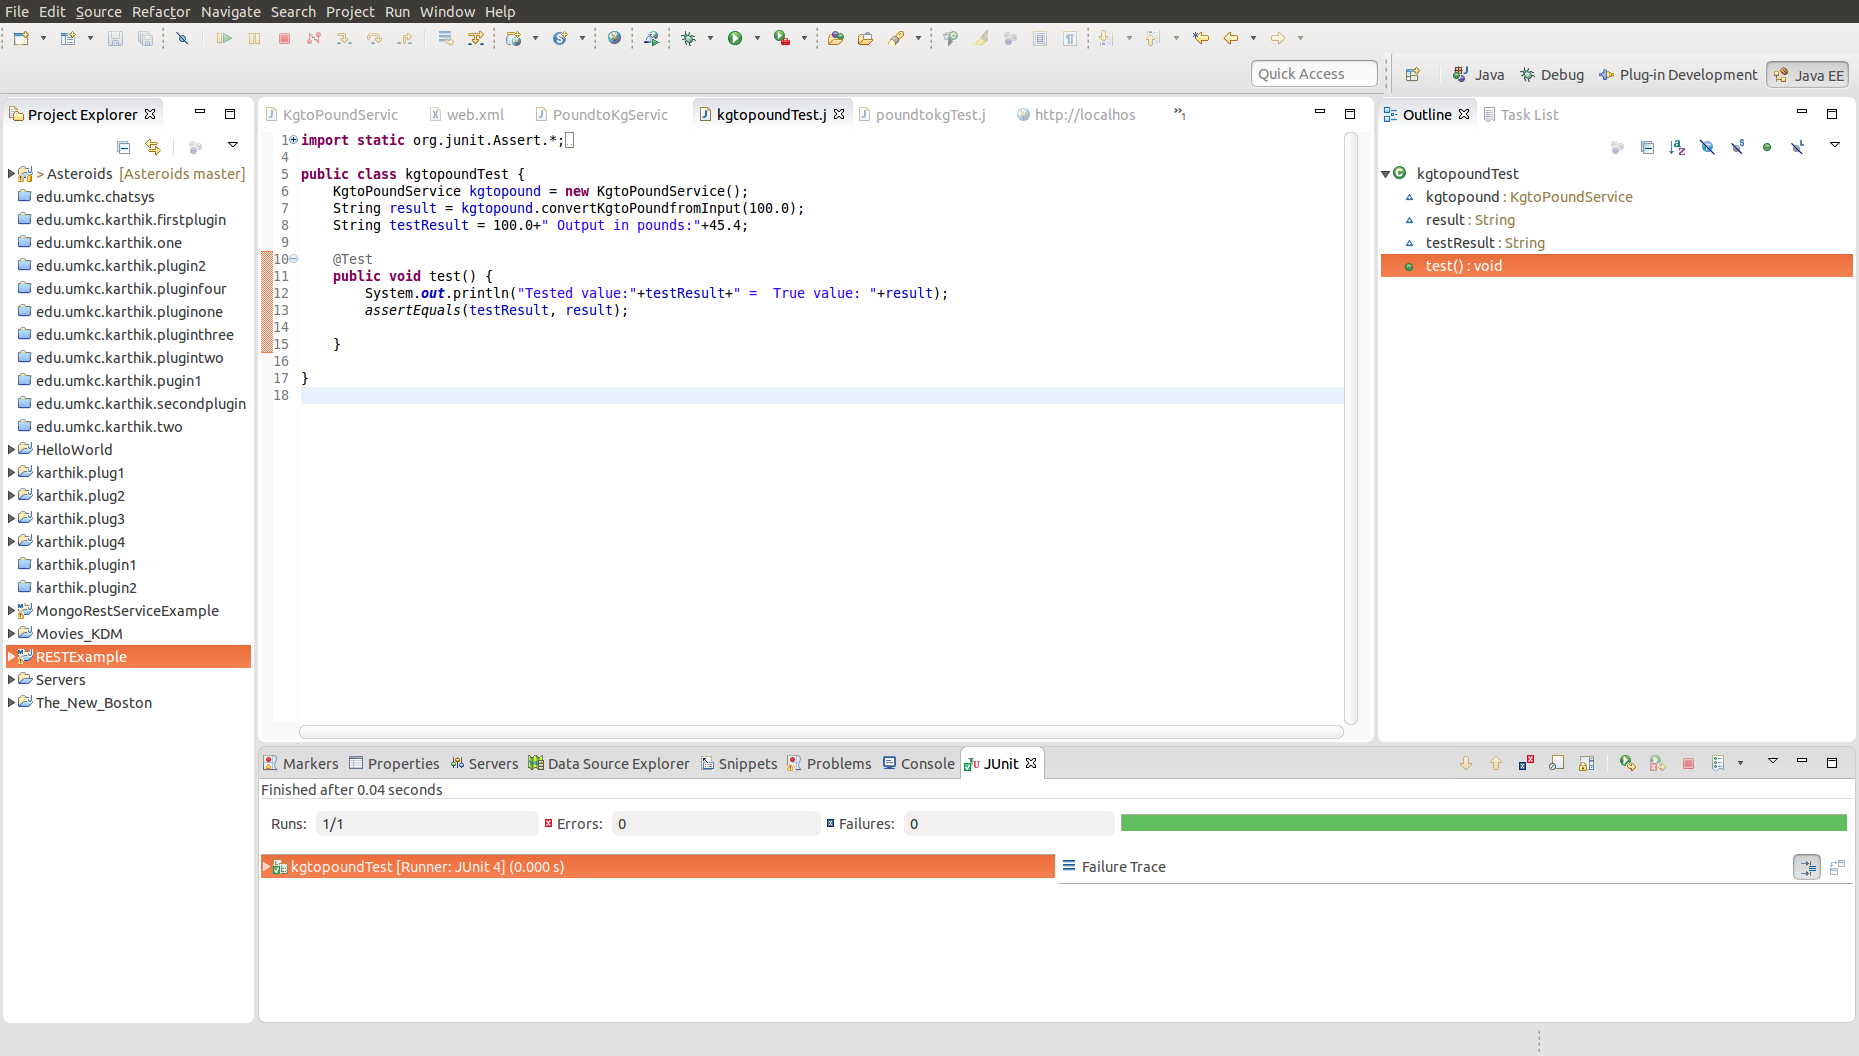 File Edit Source Refactor Navigate Search Project Run Window Help
Quick Access
Java
Debug
Plug-in Development
Java EE
Project Explorer
> Asteroids [Asteroids master]
edu.umkc.chatsys
edu.umkc.karthik.firstplugin
edu.umkc.karthik.one
edu.umkc.karthik.plugin2
edu.umkc.karthik.pluginfour
edu.umkc.karthik.pluginone
edu.umkc.karthik.pluginthree
edu.umkc.karthik.plugintwo
edu.umkc.karthik.pugin1
edu.umkc.karthik.secondplugin
edu.umkc.karthik.two
HelloWorld
karthik.plug1
karthik.plug2
karthik.plug3
karthik.plug4
karthik.plugin1
karthik.plugin2
MongoRestServiceExample
Movies_KDM
RESTExample
Servers
The_New_Boston
KgtoPoundServic
web.xml
PoundtoKgServic
kgtopoundTest.j
poundtokgTest.j
http://localhos
»1
1 import static org.junit.Assert.*;
4
5 public class kgtopoundTest {
6 KgtoPoundService kgtopound = new KgtoPoundService();
7 String result = kgtopound.convertKgtoPoundfromInput(100.0);
8 String testResult = 100.0+" Output in pounds:"+45.4;
9
10 @Test
11 public void test() {
12 System.out.println("Tested value:"+testResult+" =  True value: "+result);
13 assertEquals(testResult, result);
14
15 }
16
17 }
18
Outline
Task List
kgtopoundTest
kgtopound : KgtoPoundService
result : String
testResult : String
test() : void
Markers
Properties
Servers
Data Source Explorer
Snippets
Problems
Console
JUnit
Finished after 0.04 seconds
Runs: 1/1
Errors: 0
Failures: 0
kgtopoundTest [Runner: JUnit 4] (0.000 s)
Failure Trace